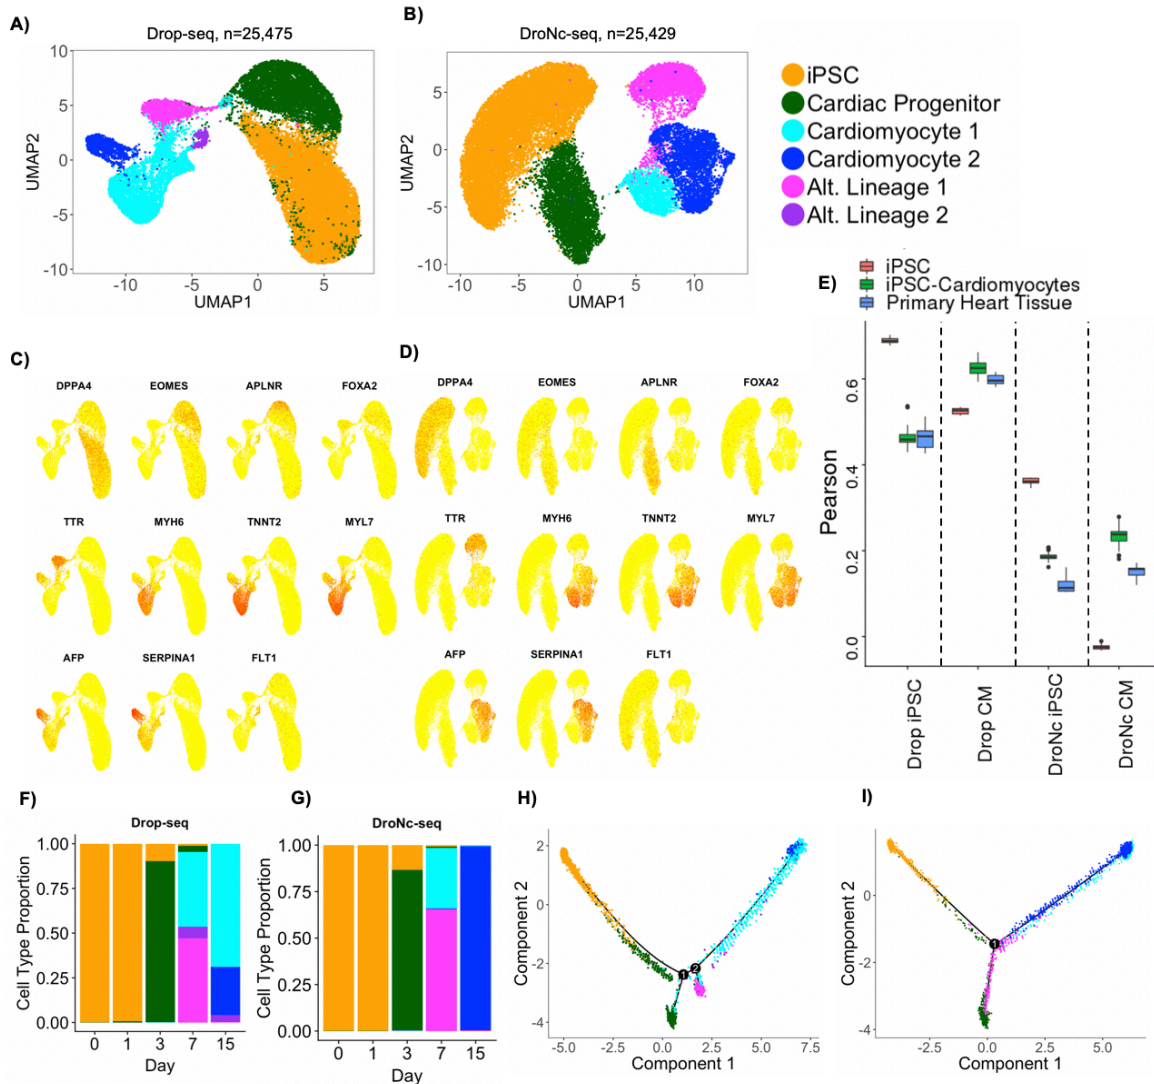 A)
Drop-seq, n=25,475
10
5
0
-5
-10
UMAP2
-10
-5
0
5
UMAP1
B)
DroNc-seq, n=25,429
5
0
-5
-10
UMAP2
-10
-5
0
5
10
UMAP1
iPSC
Cardiac Progenitor
Cardiomyocyte 1
Cardiomyocyte 2
Alt. Lineage 1
Alt. Lineage 2
C)
DPPA4 EOMES APLNR FOXA2
TTR MYH6 TNNT2 MYL7
AFP SERPINA1 FLT1
D)
DPPA4 EOMES APLNR FOXA2
TTR MYH6 TNNT2 MYL7
AFP SERPINA1 FLT1
E)
iPSC
iPSC-Cardiomyocytes
Primary Heart Tissue
Pearson
0.6
0.4
0.2
0.0
Drop iPSC
Drop CM
DroNc iPSC
DroNc CM
F)
Drop-seq
Cell Type Proportion
1.00
0.75
0.50
0.25
0.00
0 1 3 7 15
Day
G)
DroNc-seq
Cell Type Proportion
1.00
0.75
0.50
0.25
0.00
0 1 3 7 15
Day
H)
Component 2
2
0
-2
-4
1
2
-5.0 -2.5 0.0 2.5 5.0 7.5
Component 1
I)
Component 2
2
0
-2
-4
1
0.0 5.0
Component 1